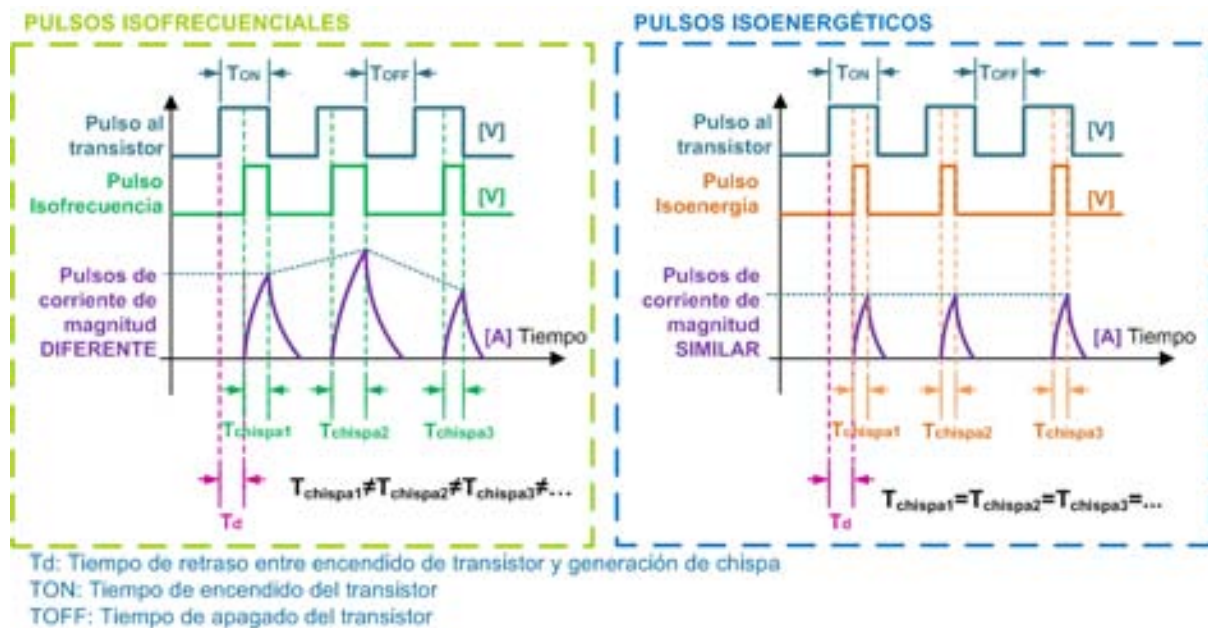 PULSOS ISOFRECUENCIALES
TON
TOFF
Pulso al
transistor
[V]
Pulso
Isofrecuencia
[V]
Pulsos de
corriente de
magnitud
DIFERENTE
[A] Tiempo
Tchispa1
Tchispa2
Tchispa3
Td
Tchispa1≠Tchispa2≠Tchispa3≠...
PULSOS ISOENERGÉTICOS
TON
TOFF
Pulso al
transistor
[V]
Pulso
Isoenergia
[V]
Pulsos de
corriente de
magnitud
SIMILAR
[A] Tiempo
Tchispa1
Tchispa2
Tchispa3
Td
Tchispa1=Tchispa2=Tchispa3=...
Td: Tiempo de retraso entre encendido de transistor y generación de chispa
TON: Tiempo de encendido del transistor
TOFF: Tiempo de apagado del transistor